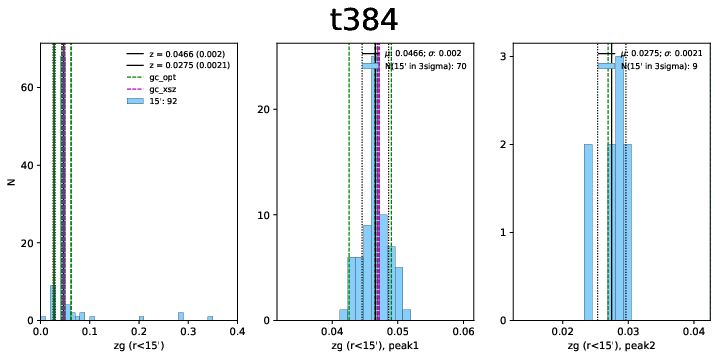 t384
z = 0.0466 (0.002)
z = 0.0275 (0.0021)
gc_opt
gc_xsz
15': 92
N
60
40
20
0
0.0 0.1 0.2 0.3 0.4
zg (r<15')
μ: 0.0466; σ: 0.002
N(15' in 3sigma): 70
20
10
0
0.04 0.05 0.06
zg (r<15'), peak1
μ: 0.0275; σ: 0.0021
N(15' in 3sigma): 9
3
2
1
0
0.02 0.03 0.04
zg (r<15'), peak2